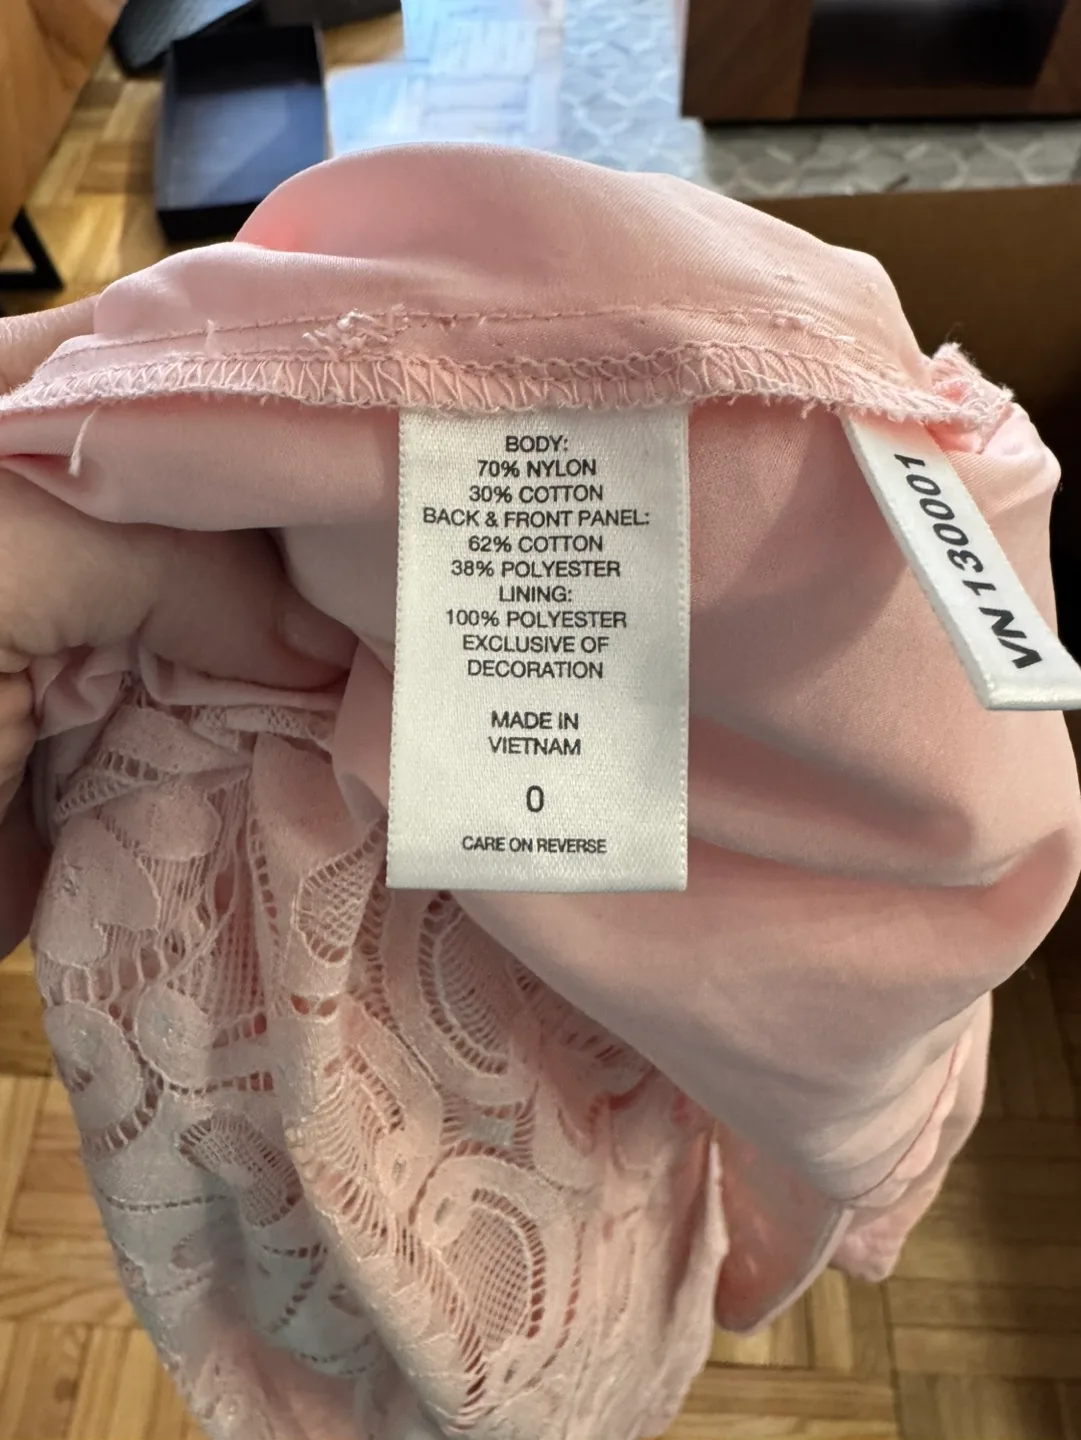 BODY:
70% NYLON
30% COTTON
BACK & FRONT PANEL:
62% COTTON
38% POLYESTER
LINING:
100% POLYESTER
EXCLUSIVE OF
DECORATION
MADE IN
VIETNAM
0
CARE ON REVERSE
VN 130001